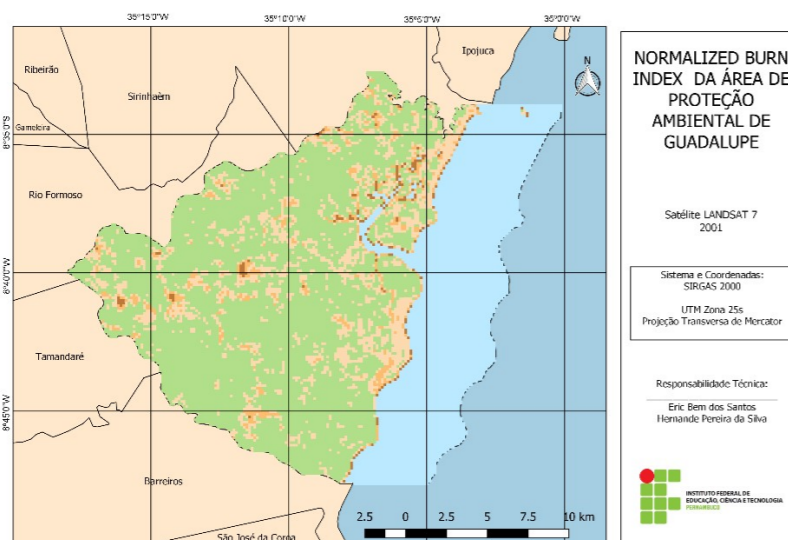 35°15'0"W
35°10'0"W
35°5'0"W
35°0'0"W
8°35'0"S
8°40'0"S
8°45'0"S
Ipojuca
N
Ribeirão
Sirinhaém
Gameleira
Rio Formoso
Tamandaré
Barreiros
São José da Coroa
2.5 0 2.5 5 7.5 10 km
NORMALIZED BURN
INDEX DA ÁREA DE
PROTEÇÃO
AMBIENTAL DE
GUADALUPE
Satélite LANDSAT 7
2001
Sistema e Coordenadas:
SIRGAS 2000
UTM Zona 25s
Projeção Transversa de Mercator
Responsabilidade Técnica:
Eric Bem dos Santos
Hernande Pereira da Silva
INSTITUTO FEDERAL DE
EDUCAÇÃO, CIÊNCIA E TECNOLOGIA
PERNAMBUCO